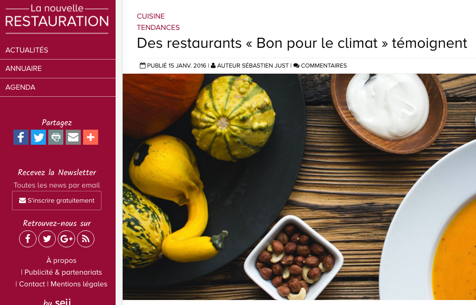 La nouvelle
RESTAURATION
ACTUALITÉS
ANNUAIRE
AGENDA
Partagez
Recevez la Newsletter
Toutes les news par email
S'inscrire gratuitement
Retrouvez-nous sur
À propos
| Publicité & partenariats
| Contact | Mentions légales
by seij
CUISINE
TENDANCES
Des restaurants « Bon pour le climat » témoignent
PUBLIÉ 15 JANV. 2016 | AUTEUR SÉBASTIEN JUST | COMMENTAIRES